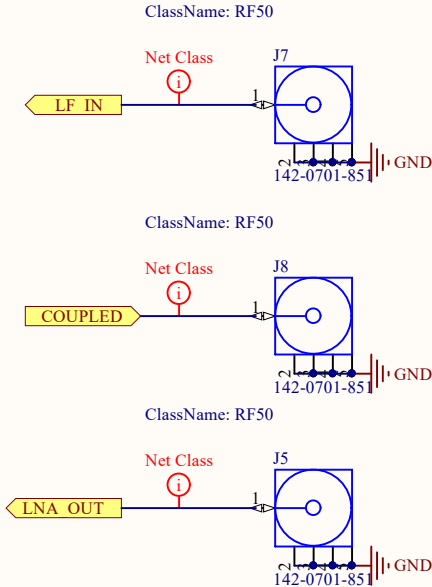 ClassName: RF50
Net Class
J7
i
LF_IN
1
2
3
4
5
GND
142-0701-851
ClassName: RF50
Net Class
J8
i
COUPLED
1
2
3
4
5
GND
142-0701-851
ClassName: RF50
Net Class
J5
i
LNA_OUT
1
2
3
4
5
GND
142-0701-851